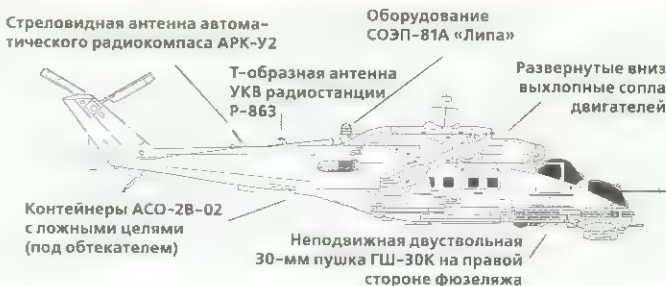 Стреловидная антенна автома-
тического радиокомпаса АРК-У2
Оборудование
СОЭП-81А «Липа»
Т-образная антенна
УКВ радиостанции
Р-863
Развернутые вниз
выхлопные сопла
двигателей
Контейнеры АСО-2В-02
с ложными целями
(под обтекателем)
Неподвижная двуствольная
30-мм пушка ГШ-30К на правой
стороне фюзеляжа